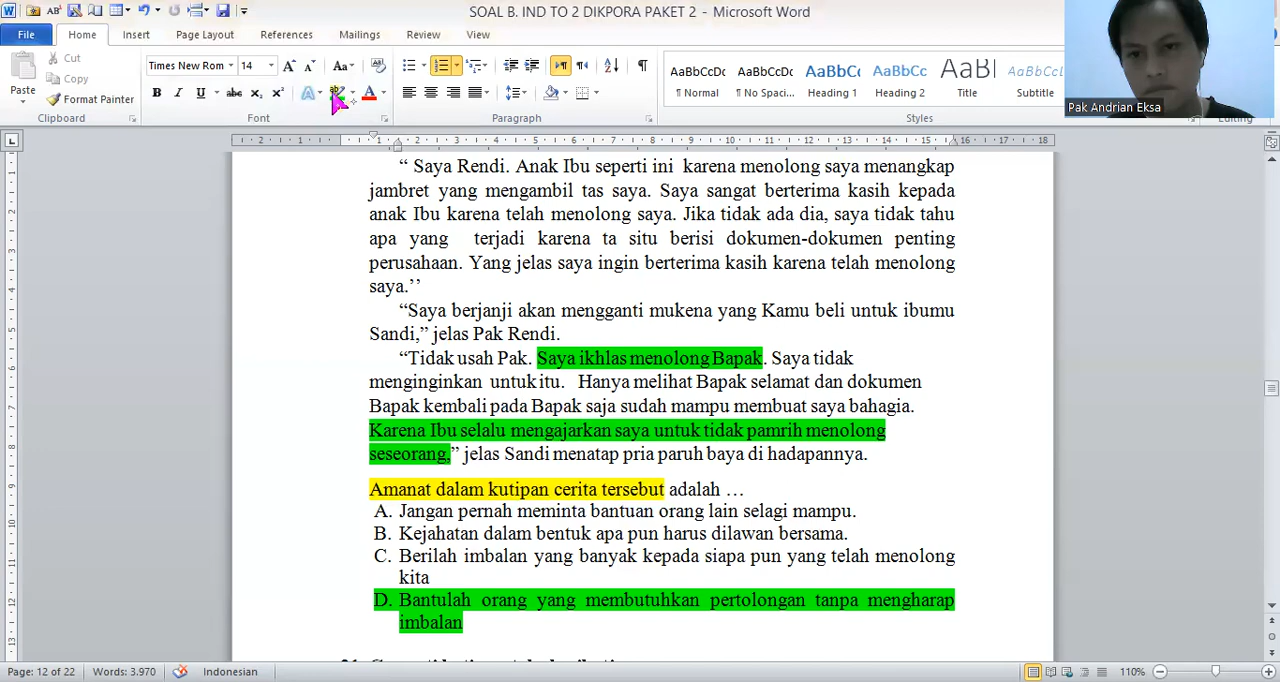 SOAL B. IND TO 2 DIKPORA PAKET 2 - Microsoft Word
File Home Insert Page Layout References Mailings Review View
Cut
Copy
Paste
Format Painter
Clipboard
Times New Rom 14
Font
Paragraph
AaBbCcDc AaBbCcDc AaBbCc AaBbCc AaBl AaBbCcDc
¶ Normal ¶ No Spaci... Heading 1 Heading 2 Title Subtitle
Styles
Editing
Pak Andrian Eksa
“ Saya Rendi. Anak Ibu seperti ini karena menolong saya menangkap
jambret yang mengambil tas saya. Saya sangat berterima kasih kepada
anak Ibu karena telah menolong saya. Jika tidak ada dia, saya tidak tahu
apa yang terjadi karena ta situ berisi dokumen-dokumen penting
perusahaan. Yang jelas saya ingin berterima kasih karena telah menolong
saya.’’
“Saya berjanji akan mengganti mukena yang Kamu beli untuk ibumu
Sandi,” jelas Pak Rendi.
“Tidak usah Pak. Saya ikhlas menolong Bapak. Saya tidak
menginginkan untuk itu. Hanya melihat Bapak selamat dan dokumen
Bapak kembali pada Bapak saja sudah mampu membuat saya bahagia.
Karena Ibu selalu mengajarkan saya untuk tidak pamrih menolong
seseorang,” jelas Sandi menatap pria paruh baya di hadapannya.
Amanat dalam kutipan cerita tersebut adalah …
A. Jangan pernah meminta bantuan orang lain selagi mampu.
B. Kejahatan dalam bentuk apa pun harus dilawan bersama.
C. Berilah imbalan yang banyak kepada siapa pun yang telah menolong
kita
D. Bantulah orang yang membutuhkan pertolongan tanpa mengharap
imbalan
Page: 12 of 22 Words: 3.970 Indonesian 110%